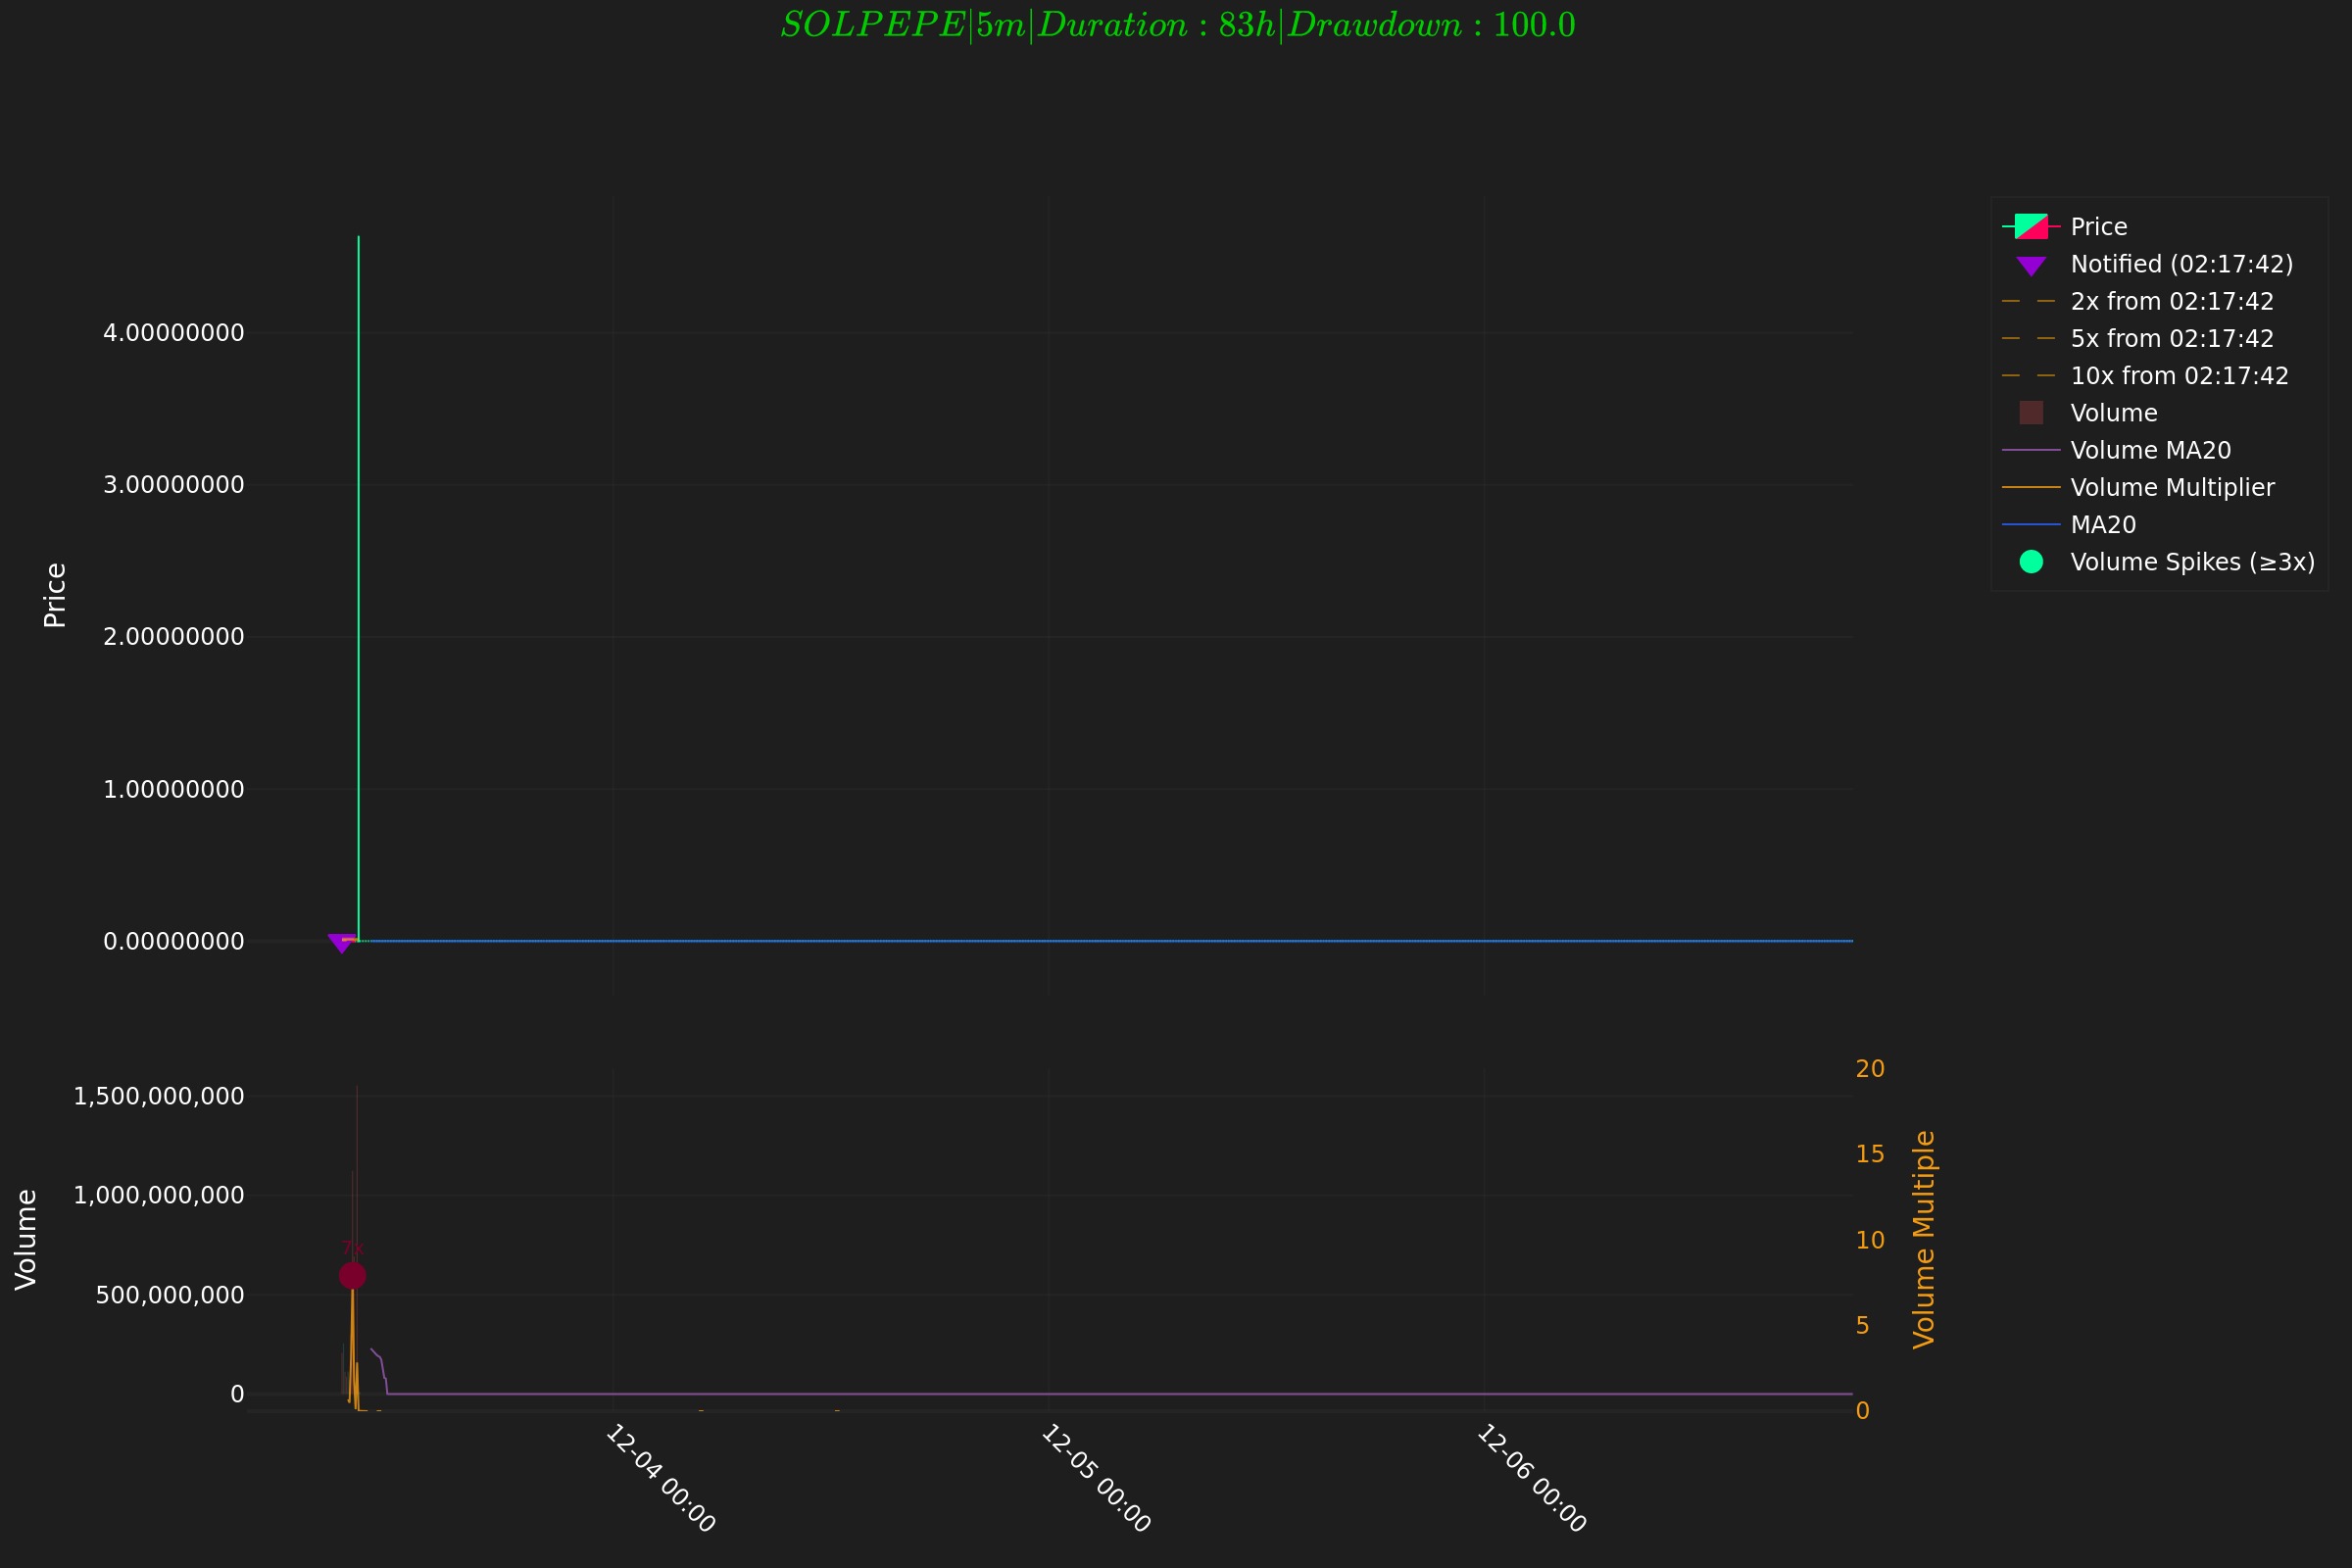 SOLPEPE|5m|Duration : 83h|Drawdown : 100.0
Price
4.00000000
3.00000000
2.00000000
1.00000000
0.00000000
Price
Notified (02:17:42)
2x from 02:17:42
5x from 02:17:42
10x from 02:17:42
Volume
Volume MA20
Volume Multiplier
MA20
Volume Spikes (≥3x)
Volume
1,500,000,000
1,000,000,000
500,000,000
0
7x
20
15
10
5
0
Volume Multiple
12-04 00:00
12-05 00:00
12-06 00:00